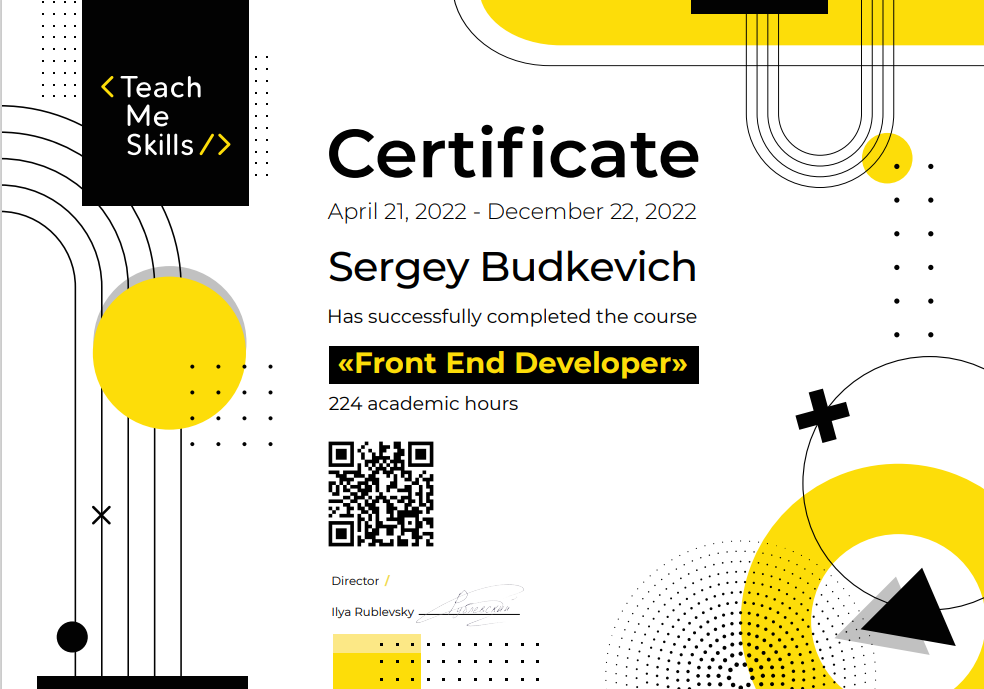 < Teach
Me
Skills />
Certificate
April 21, 2022 - December 22, 2022
Sergey Budkevich
Has successfully completed the course
«Front End Developer»
224 academic hours
Director /
Ilya Rublevsky